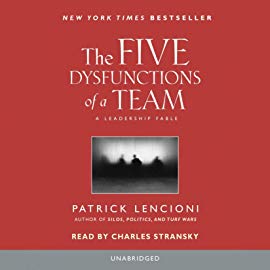 NEW YORK TIMES BESTSELLER
The FIVE
DYSFUNCTIONS
of a TEAM
A LEADERSHIP FABLE
PATRICK LENCIONI
AUTHOR OF SILOS, POLITICS, AND TURF WARS
READ BY CHARLES STRANSKY
UNABRIDGED